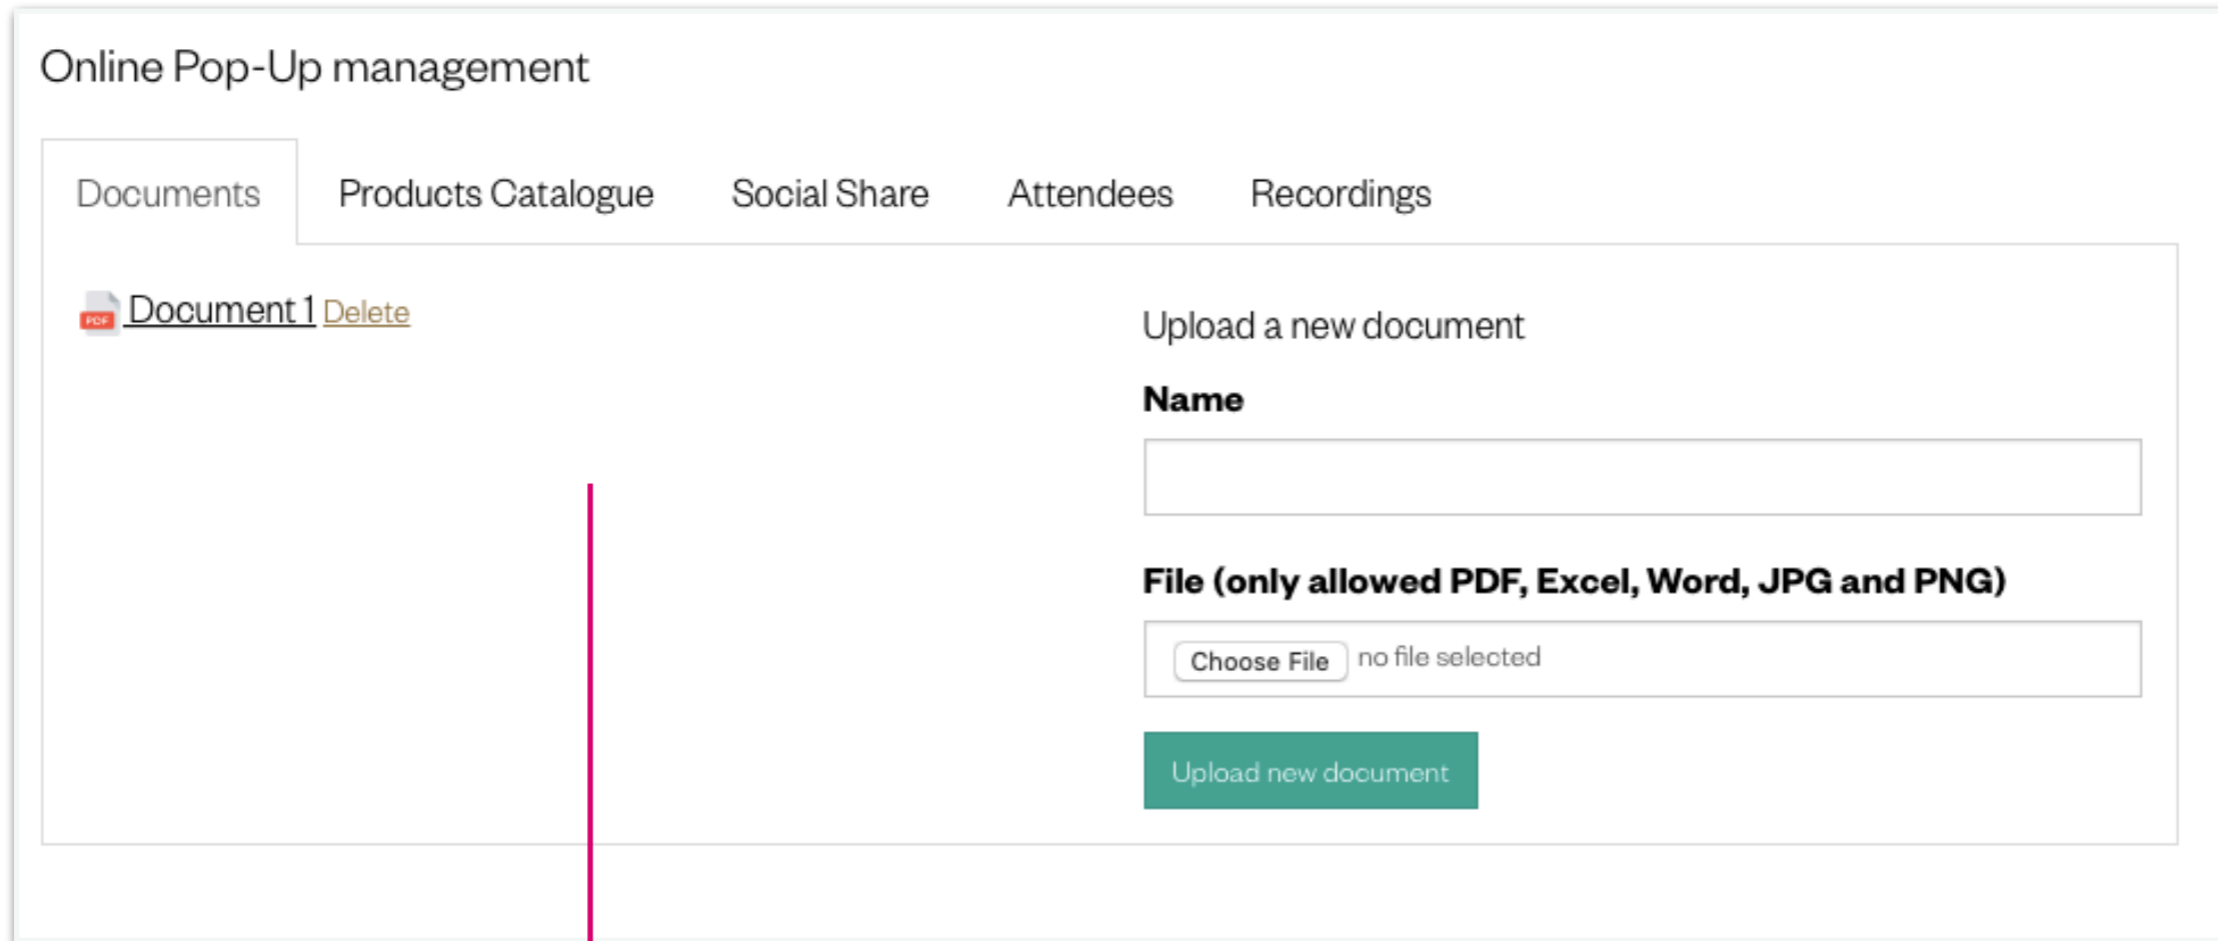 Online Pop-Up management
Documents Products Catalogue Social Share Attendees Recordings
PDF Document 1 Delete
Upload a new document
Name
File (only allowed PDF, Excel, Word, JPG and PNG)
Choose File no file selected
Upload new document